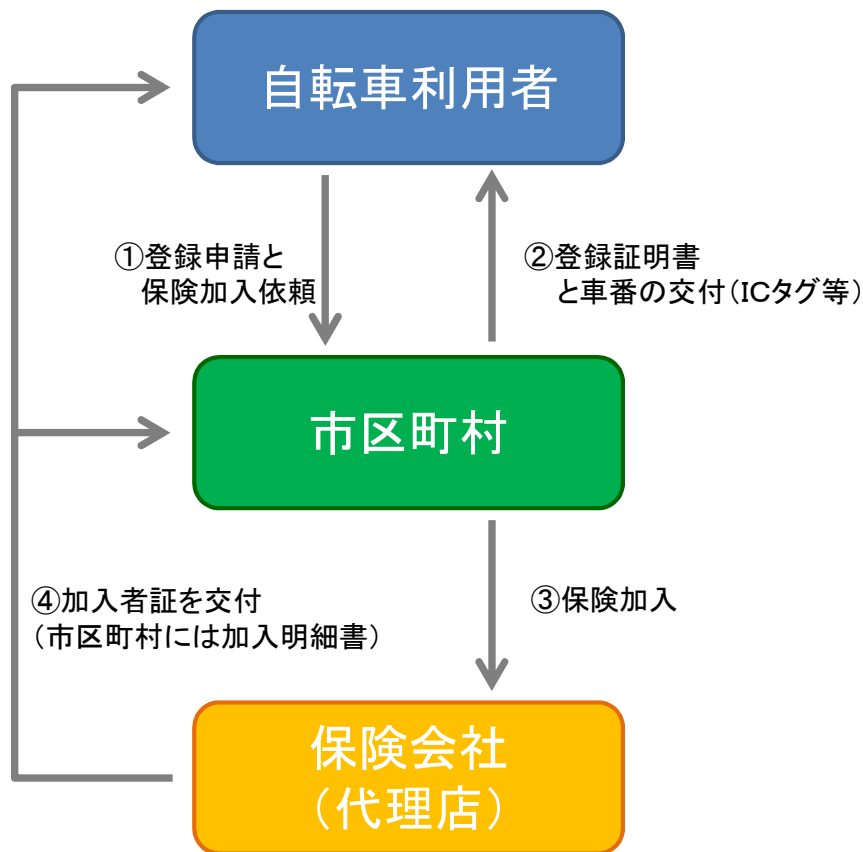 自転車利用者
①登録申請と
保険加入依頼
②登録証明書
と車番の交付(ICタグ等)
市区町村
④加入者証を交付
(市区町村には加入明細書)
③保険加入
保険会社
(代理店)